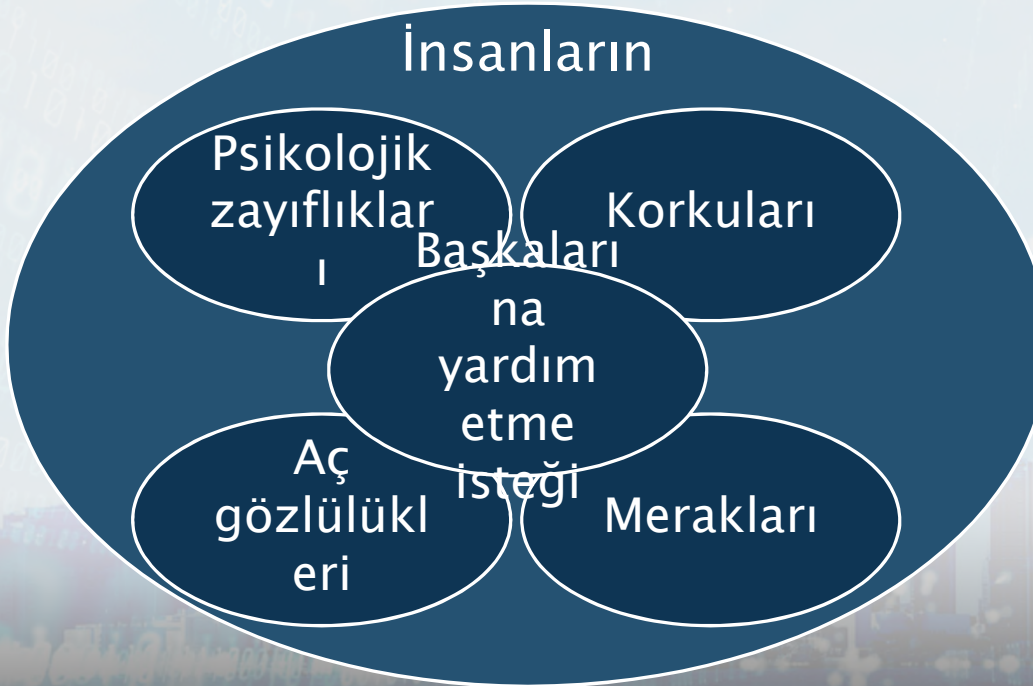 İnsanların
Psikolojik
zayıflıklar
ı
Korkuları
Başkaları
na
yardım
etme
isteği
Aç
gözlülükl
eri
Merakları